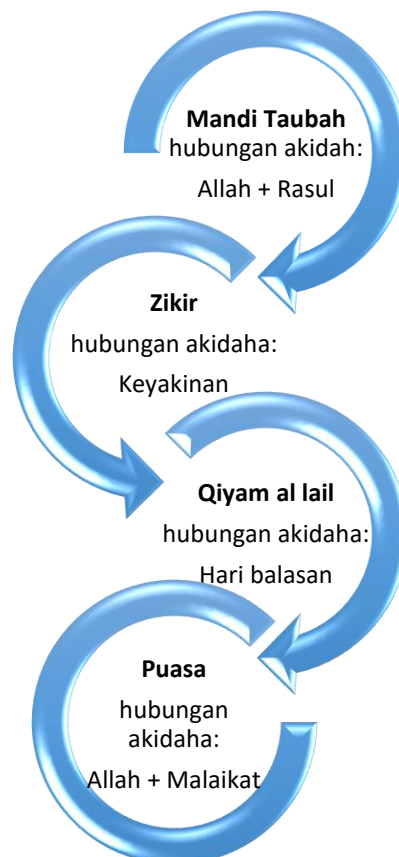 Mandi Taubah
hubungan akidah:
Allah + Rasul
Zikir
hubungan akidaha:
Keyakinan
Qiyam al lail
hubungan akidaha:
Hari balasan
Puasa
hubungan
akidaha:
Allah + Malaikat